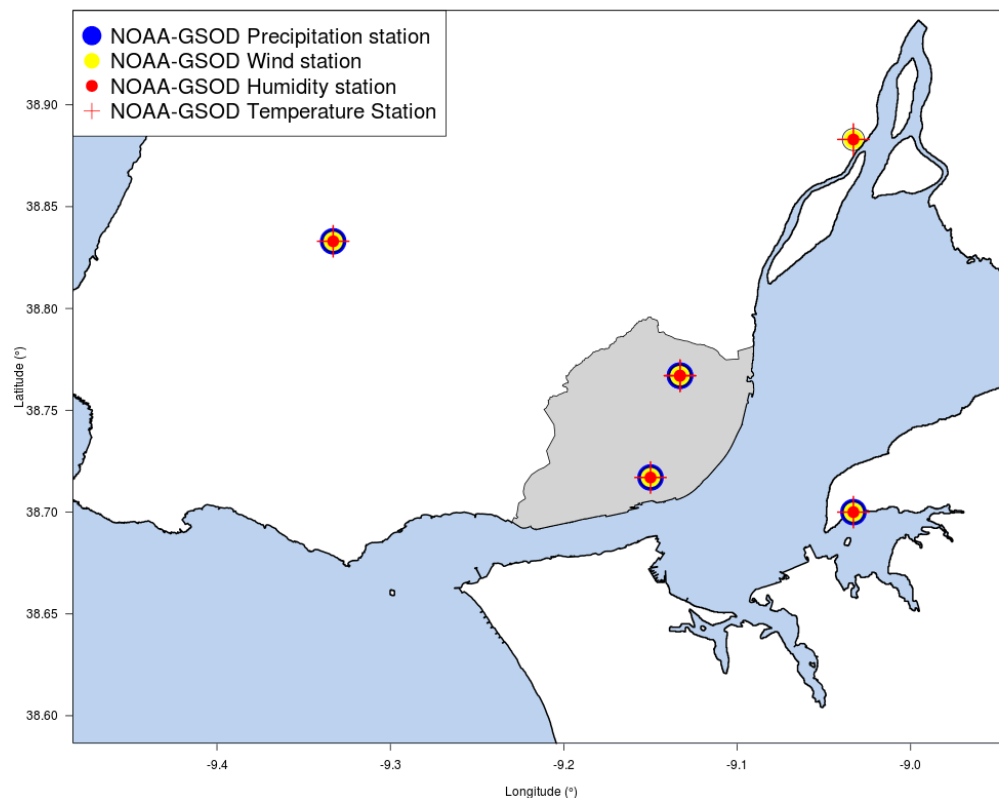 NOAA-GSOD Precipitation station
NOAA-GSOD Wind station
NOAA-GSOD Humidity station
NOAA-GSOD Temperature Station
38.90
38.85
38.80
38.75
38.70
38.65
38.60
Latitude (°)
-9.4
-9.3
-9.2
-9.1
-9.0
Longitude (°)